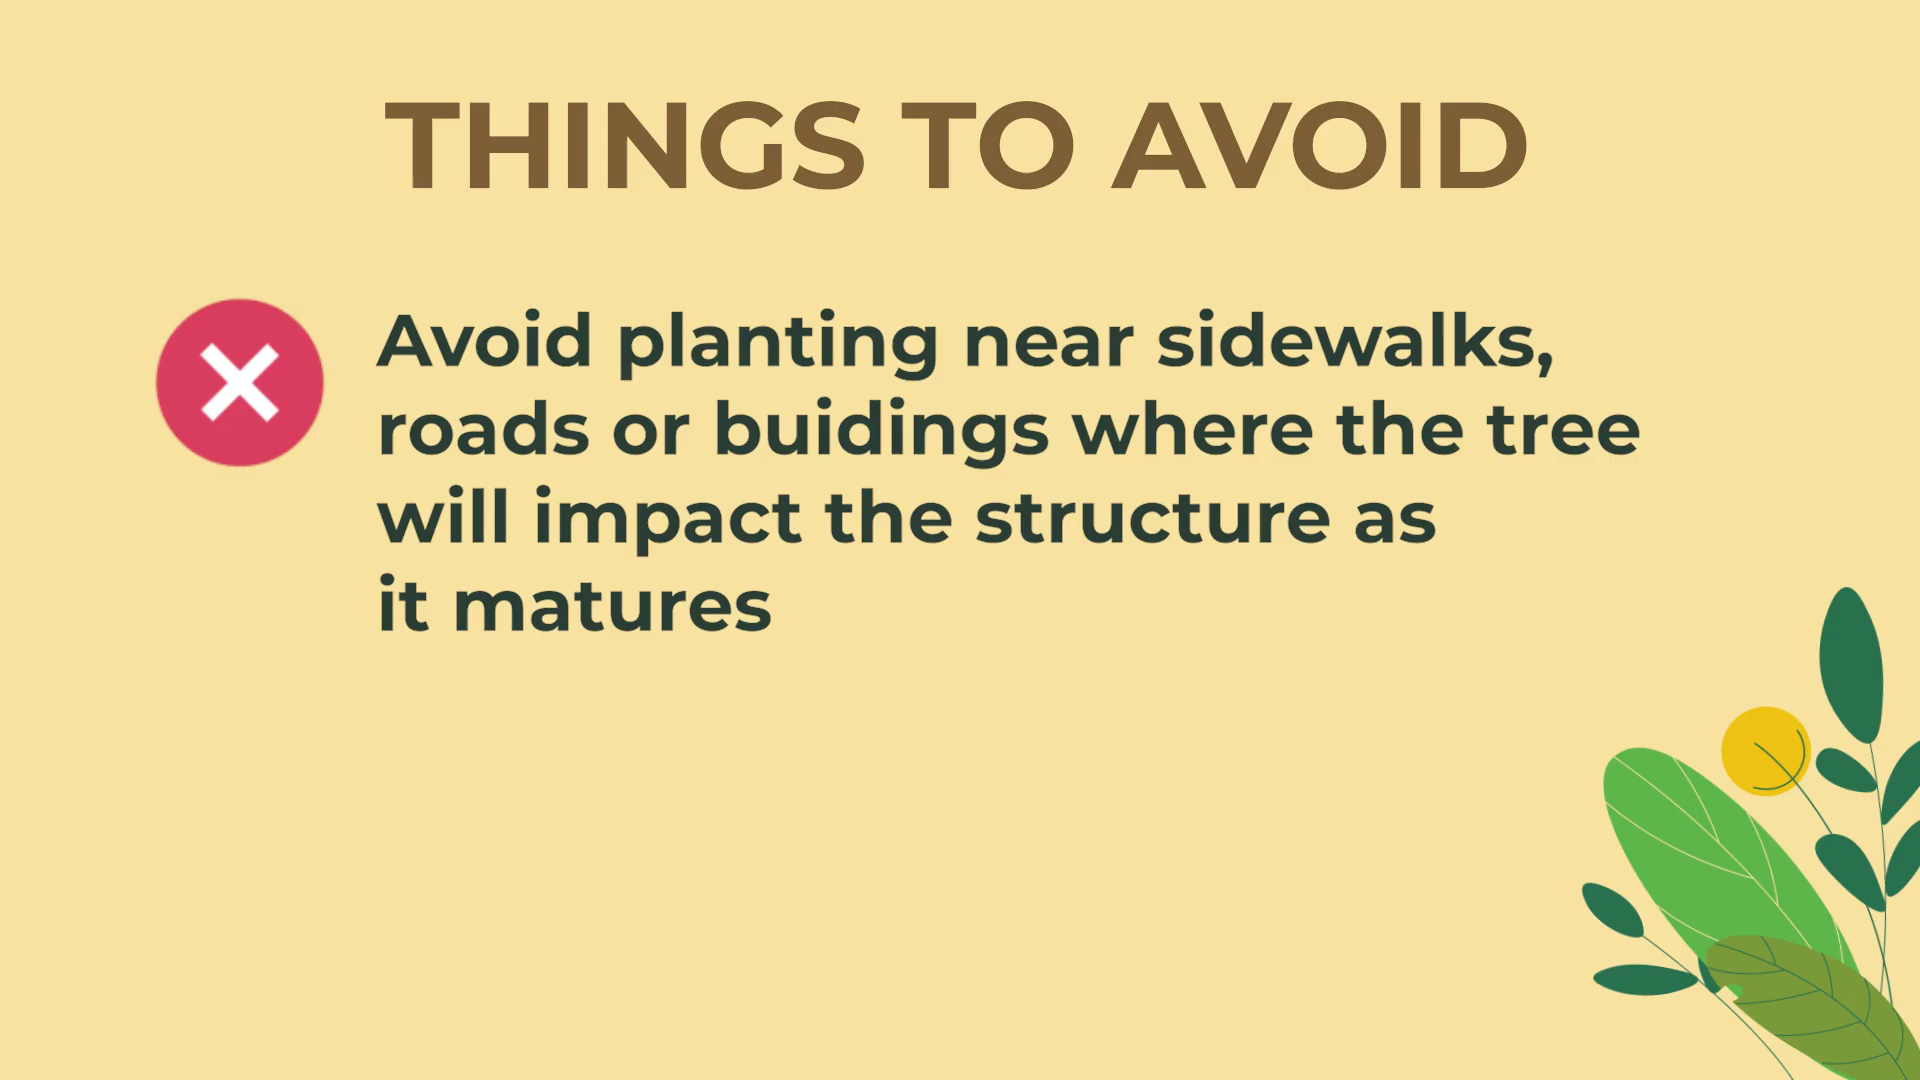 THINGS TO AVOID
Avoid planting near sidewalks,
roads or buidings where the tree
will impact the structure as
it matures